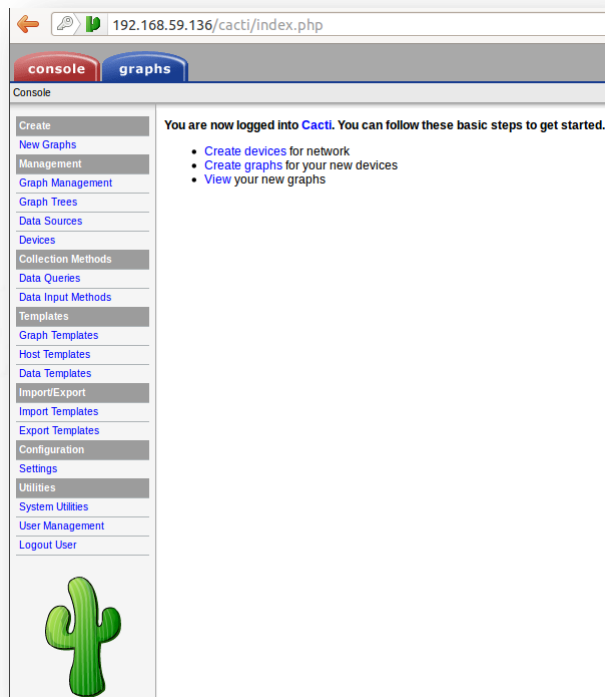 192.168.59.136/cacti/index.php
console graphs
Console
Create
New Graphs
Management
Graph Management
Graph Trees
Data Sources
Devices
Collection Methods
Data Queries
Data Input Methods
Templates
Graph Templates
Host Templates
Data Templates
Import/Export
Import Templates
Export Templates
Configuration
Settings
Utilities
System Utilities
User Management
Logout User
You are now logged into Cacti. You can follow these basic steps to get started.
Create devices for network
Create graphs for your new devices
View your new graphs